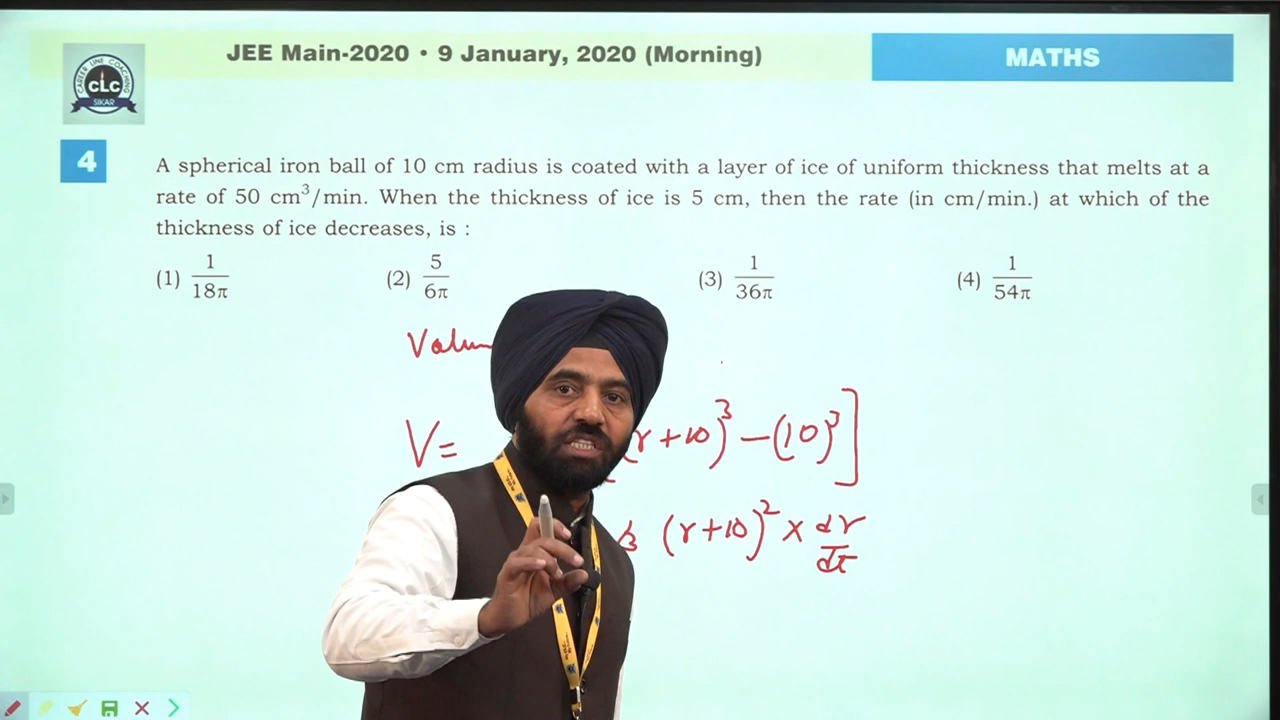 JEE Main-2020 • 9 January, 2020 (Morning)
MATHS
CAREER LINE COACHING
CLC
SIKAR
4
A spherical iron ball of 10 cm radius is coated with a layer of ice of uniform thickness that melts at a
rate of 50 cm³/min. When the thickness of ice is 5 cm, then the rate (in cm/min.) at which of the
thickness of ice decreases, is :
(1) 1/18π (2) 5/6π (3) 1/36π (4) 1/54π
V= (r+10)³ −(10)³]
(r+10)² × dr/dt